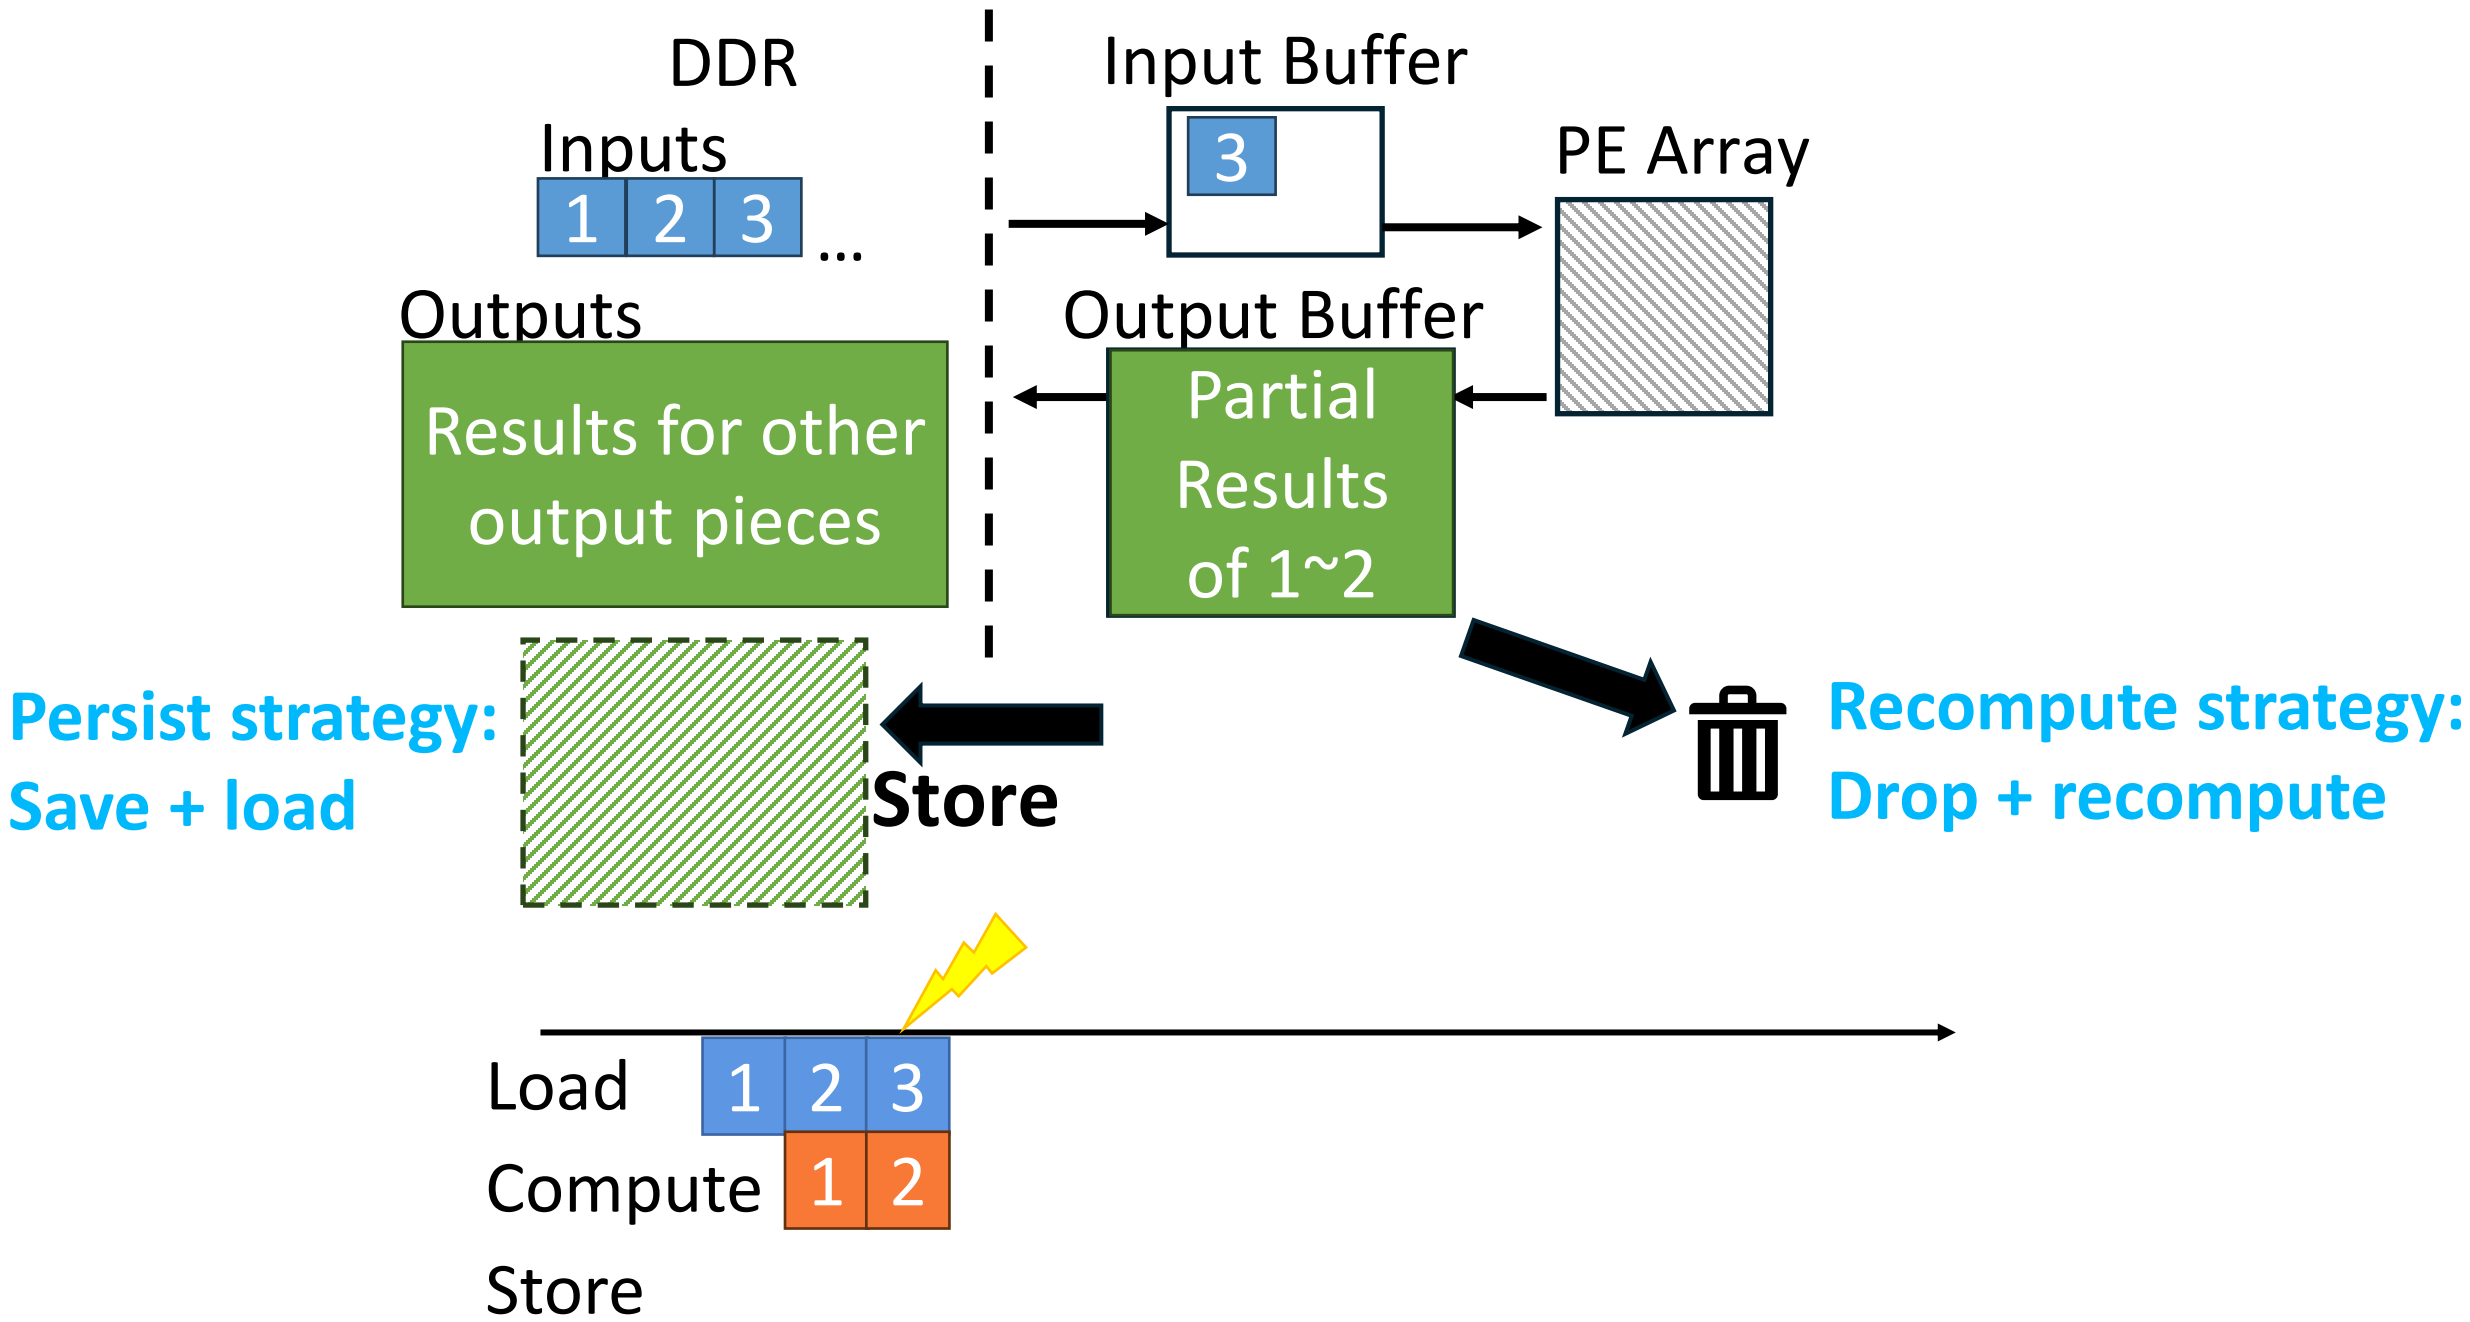 DDR
Inputs
1 2 3 ...
Outputs
Results for other
output pieces
Input Buffer
3
PE Array
Output Buffer
Partial
Results
of 1~2
Persist strategy:
Save + load
Store
Recompute strategy:
Drop + recompute
Load 1 2 3
Compute 1 2
Store